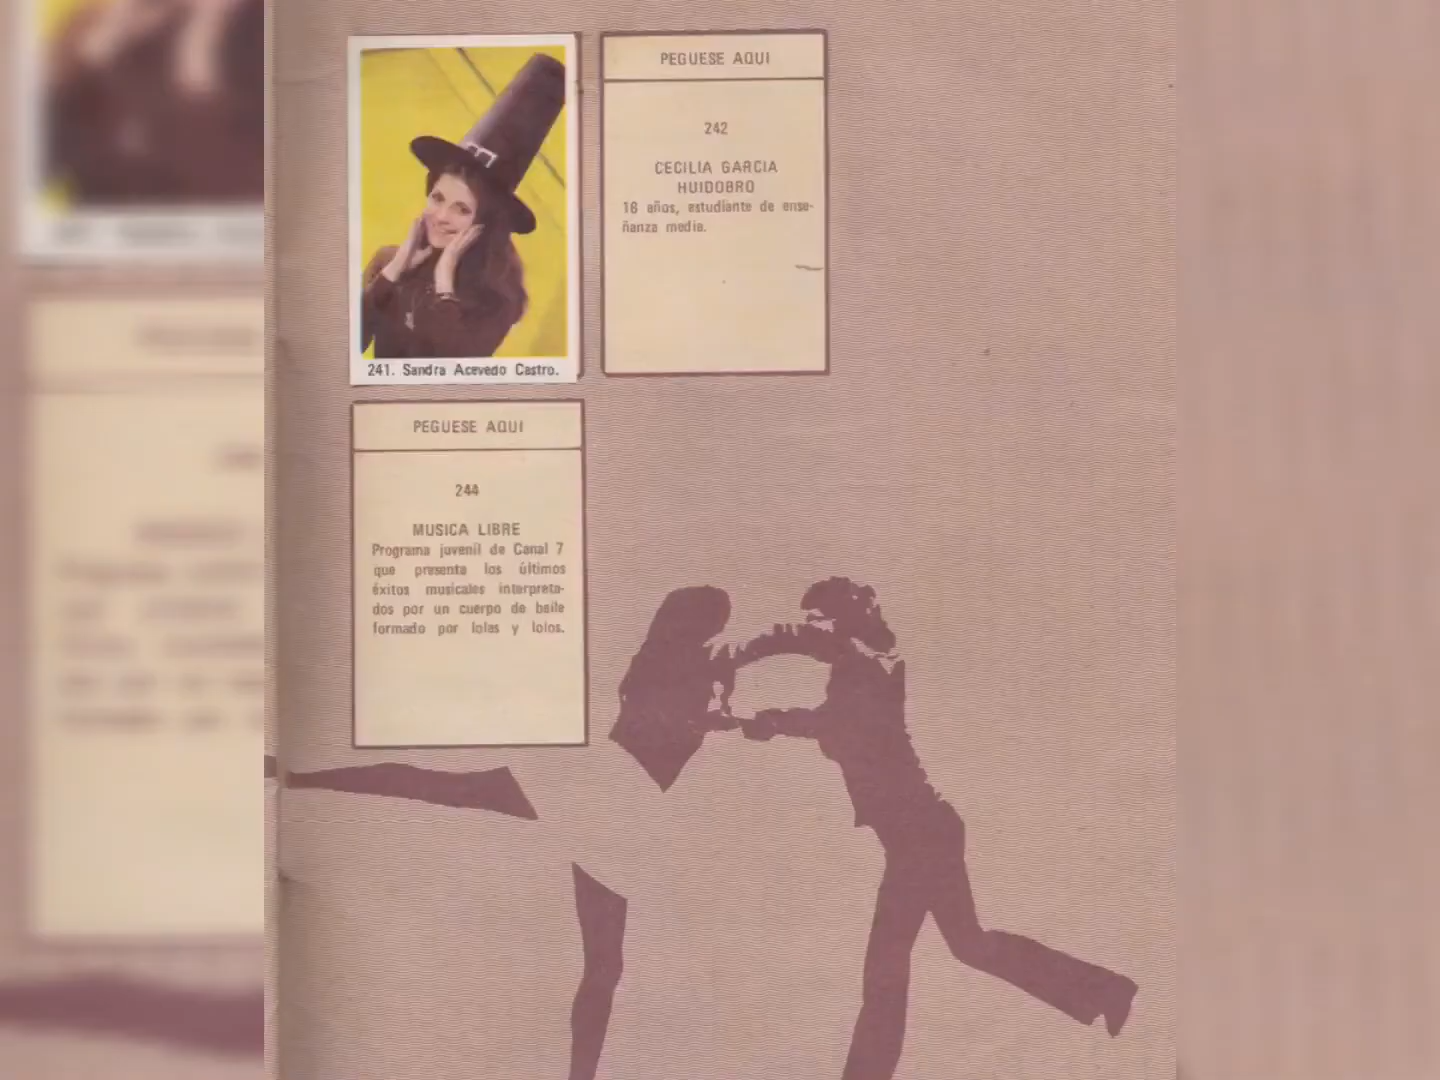 241. Sandra Acevedo Castro.
PEGUESE AQUI
242
CECILIA GARCIA
HUIDOBRO
16 años, estudiante de ense-
ñanza media.
PEGUESE AQUI
244
MUSICA LIBRE
Programa juvenil de Canal 7
que presenta los últimos
éxitos musicales interpreta-
dos por un cuerpo de baile
formado por lolas y lolos.